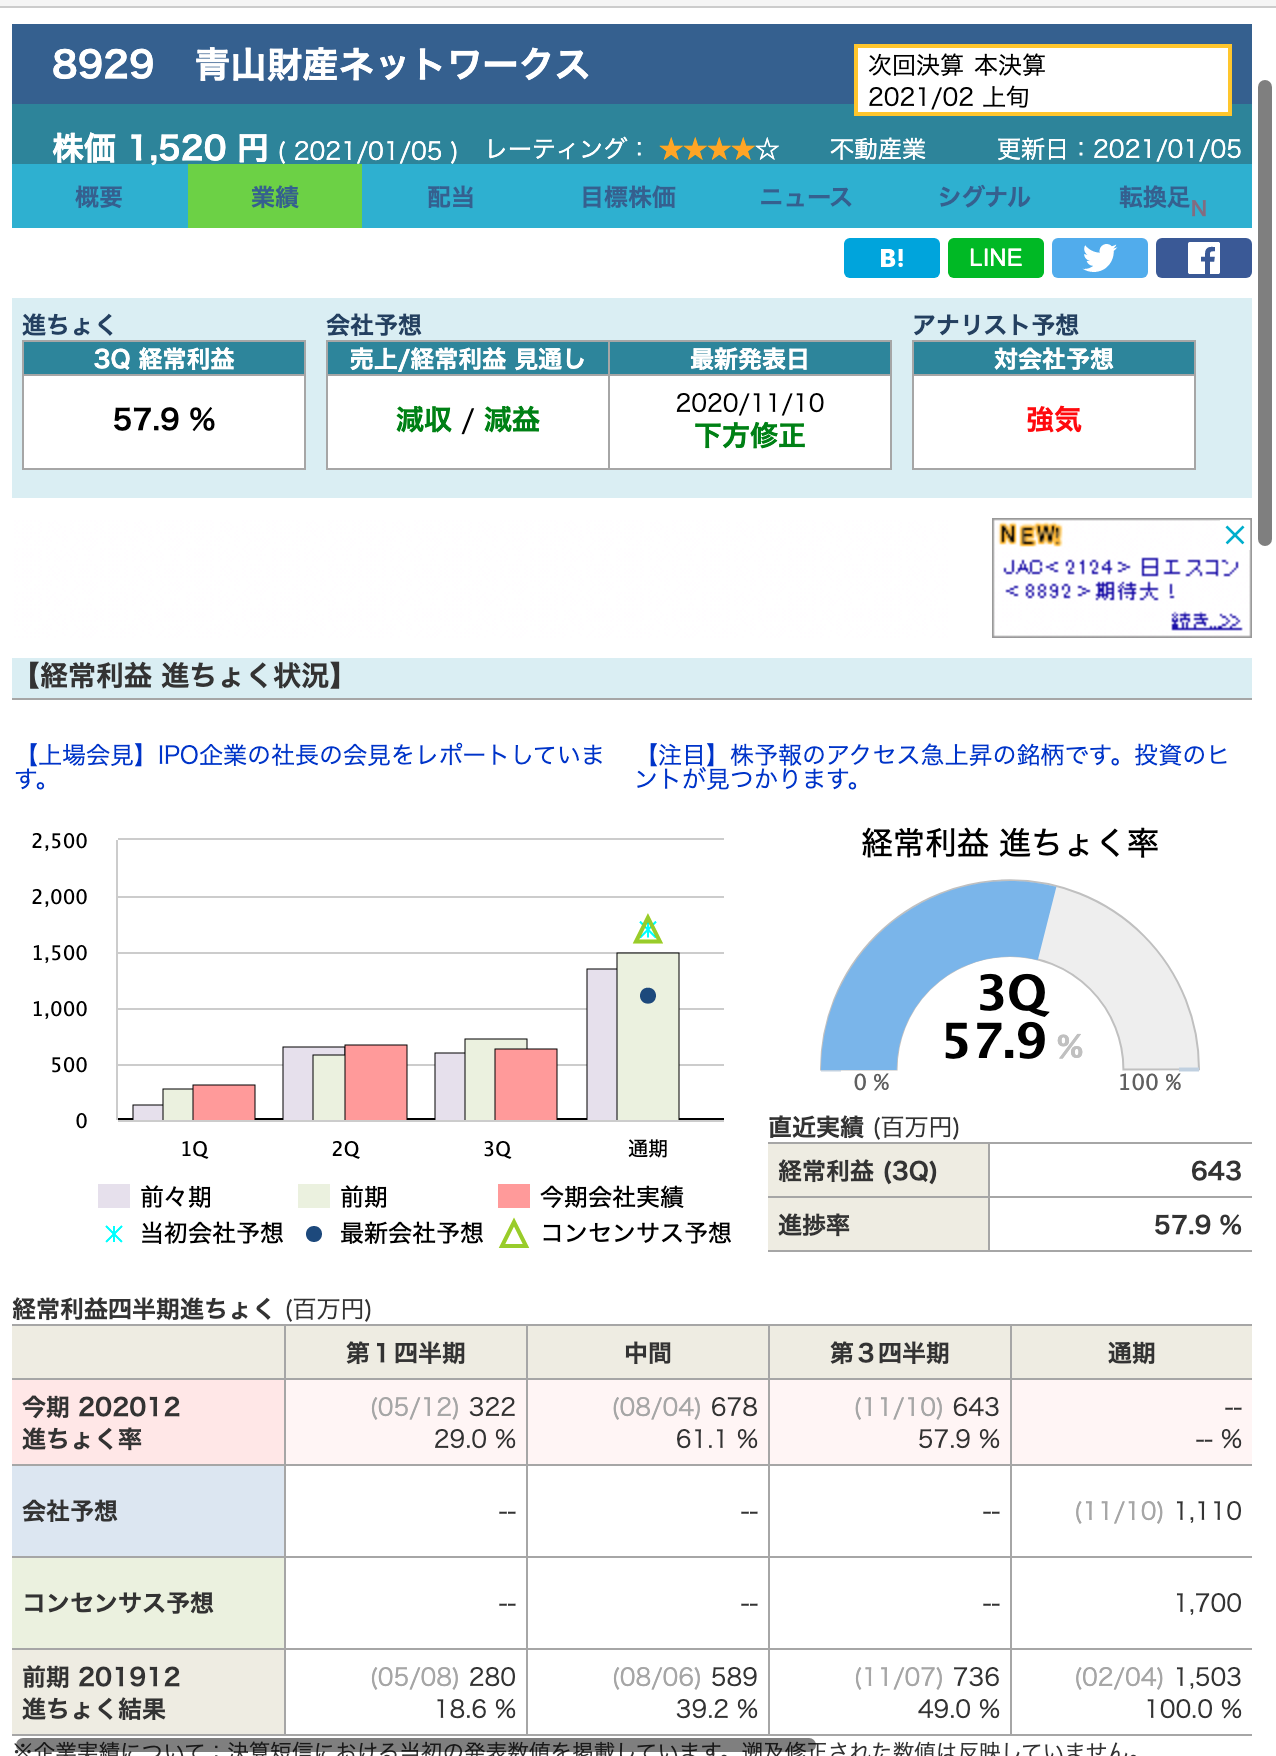 8929 青山財産ネットワークス
次回決算 本決算
2021/02 上旬
株価 1,520 円 ( 2021/01/05 ) レーティング： ★★★★☆ 不動産業 更新日：2021/01/05
概要 業績 配当 目標株価 ニュース シグナル 転換足N
B! LINE
進ちょく 会社予想 アナリスト予想
3Q 経常利益 売上/経常利益 見通し 最新発表日 対会社予想
57.9 % 減収 / 減益 2020/11/10 強気
下方修正
NEW!
JAC<2124> 日エスコン
<8892>期待大！
続き..>>
【経常利益 進ちょく状況】
【上場会見】IPO企業の社長の会見をレポートしていま
す。
【注目】株予報のアクセス急上昇の銘柄です。投資のヒ
ントが見つかります。
2,500
2,000
1,500
1,000
500
0
1Q 2Q 3Q 通期
前々期 前期 今期会社実績
当初会社予想 最新会社予想 コンセンサス予想
経常利益 進ちょく率
3Q
57.9 %
0 % 100 %
直近実績 (百万円)
経常利益 (3Q) 643
進捗率 57.9 %
経常利益四半期進ちょく (百万円)
第１四半期 中間 第３四半期 通期
今期 202012 (05/12) 322 (08/04) 678 (11/10) 643 --
進ちょく率 29.0 % 61.1 % 57.9 % -- %
会社予想 -- -- -- (11/10) 1,110
コンセンサス予想 -- -- -- 1,700
前期 201912 (05/08) 280 (08/06) 589 (11/07) 736 (02/04) 1,503
進ちょく結果 18.6 % 39.2 % 49.0 % 100.0 %
※企業実績について：決算短信における当初の発表数値を掲載しています。遡及修正された数値は反映していません。